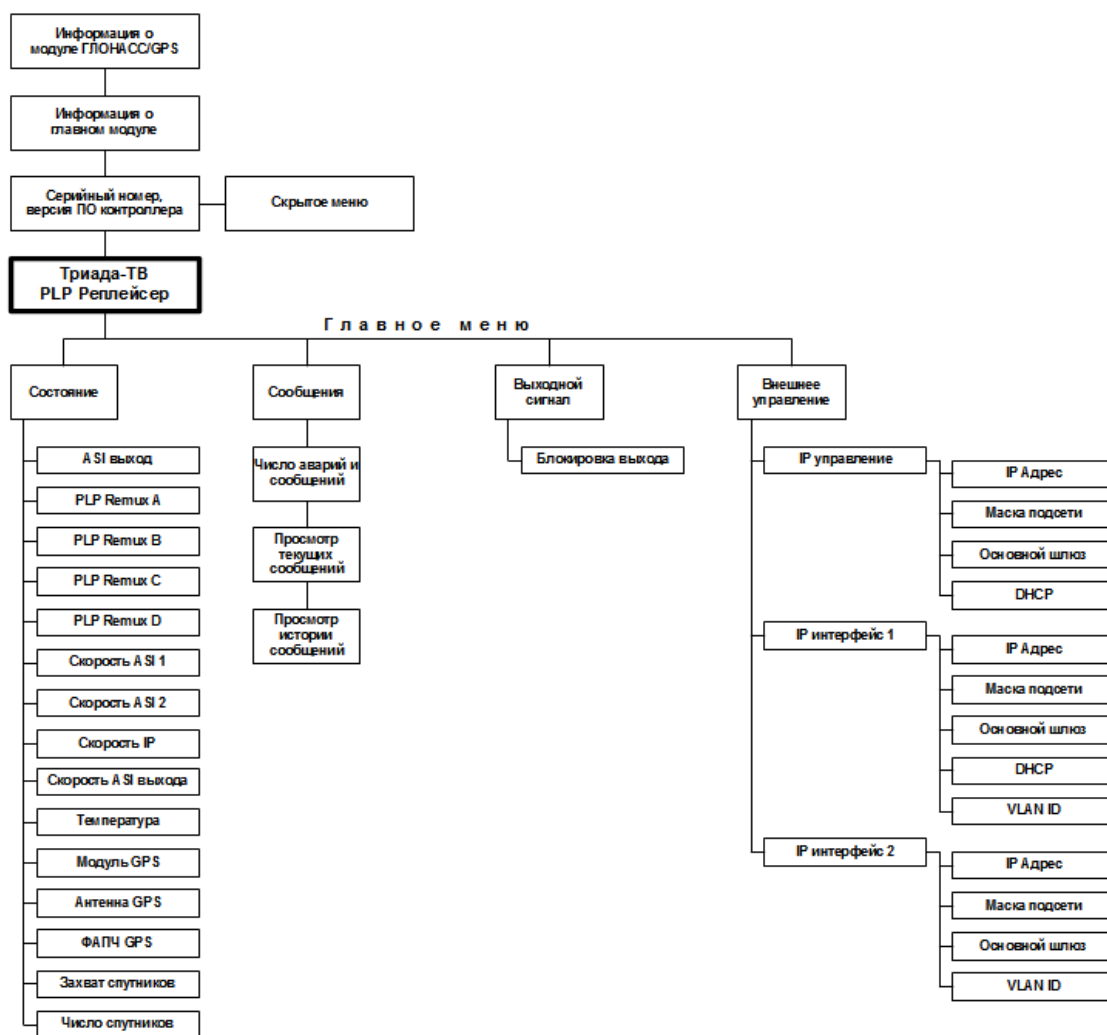 Информация о
модуле ГЛОНАСС/GPS
Информация о
главном модуле
Серийный номер,
версия ПО контроллера
Скрытое меню
Триада-ТВ
PLP Реплейсер
Главное меню
Состояние
ASI выход
PLP Remux A
PLP Remux B
PLP Remux C
PLP Remux D
Скорость ASI 1
Скорость ASI 2
Скорость IP
Скорость ASI выхода
Температура
Модуль GPS
Антенна GPS
ФАПЧ GPS
Захват спутников
Число спутников
Сообщения
Число аварий и
сообщений
Просмотр
текущих
сообщений
Просмотр
истории
сообщений
Выходной
сигнал
Блокировка выхода
Внешнее
управление
IP управление
IP Адрес
Маска подсети
Основной шлюз
DHCP
IP интерфейс 1
IP Адрес
Маска подсети
Основной шлюз
DHCP
VLAN ID
IP интерфейс 2
IP Адрес
Маска подсети
Основной шлюз
VLAN ID